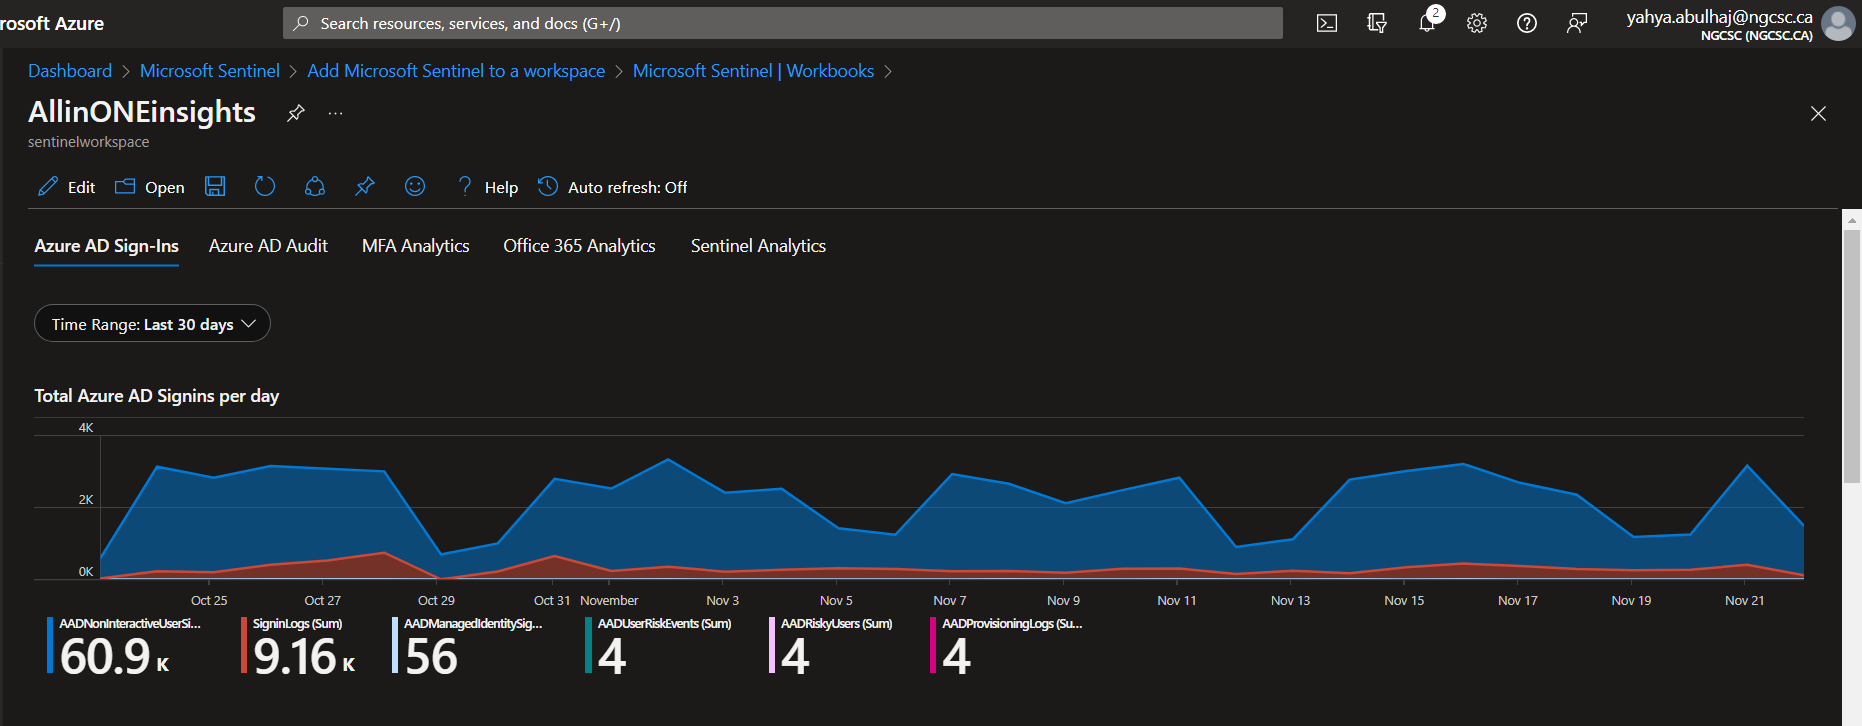 rosoft Azure
Search resources, services, and docs (G+/)
2
yahya.abulhaj@ngcsc.ca
NGCSC (NGCSC.CA)
Dashboard > Microsoft Sentinel > Add Microsoft Sentinel to a workspace > Microsoft Sentinel | Workbooks >
AllinONEinsights
sentinelworkspace
Edit Open Help Auto refresh: Off
Azure AD Sign-Ins Azure AD Audit MFA Analytics Office 365 Analytics Sentinel Analytics
Time Range: Last 30 days
Total Azure AD Signins per day
4K
2K
0K
Oct 25 Oct 27 Oct 29 Oct 31 November Nov 3 Nov 5 Nov 7 Nov 9 Nov 11 Nov 13 Nov 15 Nov 17 Nov 19 Nov 21
AADNonInteractiveUserSi... SigninLogs (Sum) AADManagedIdentitySig... AADUserRiskEvents (Sum) AADRiskyUsers (Sum) AADProvisioningLogs (Su...
60.9 K 9.16 K 56 4 4 4